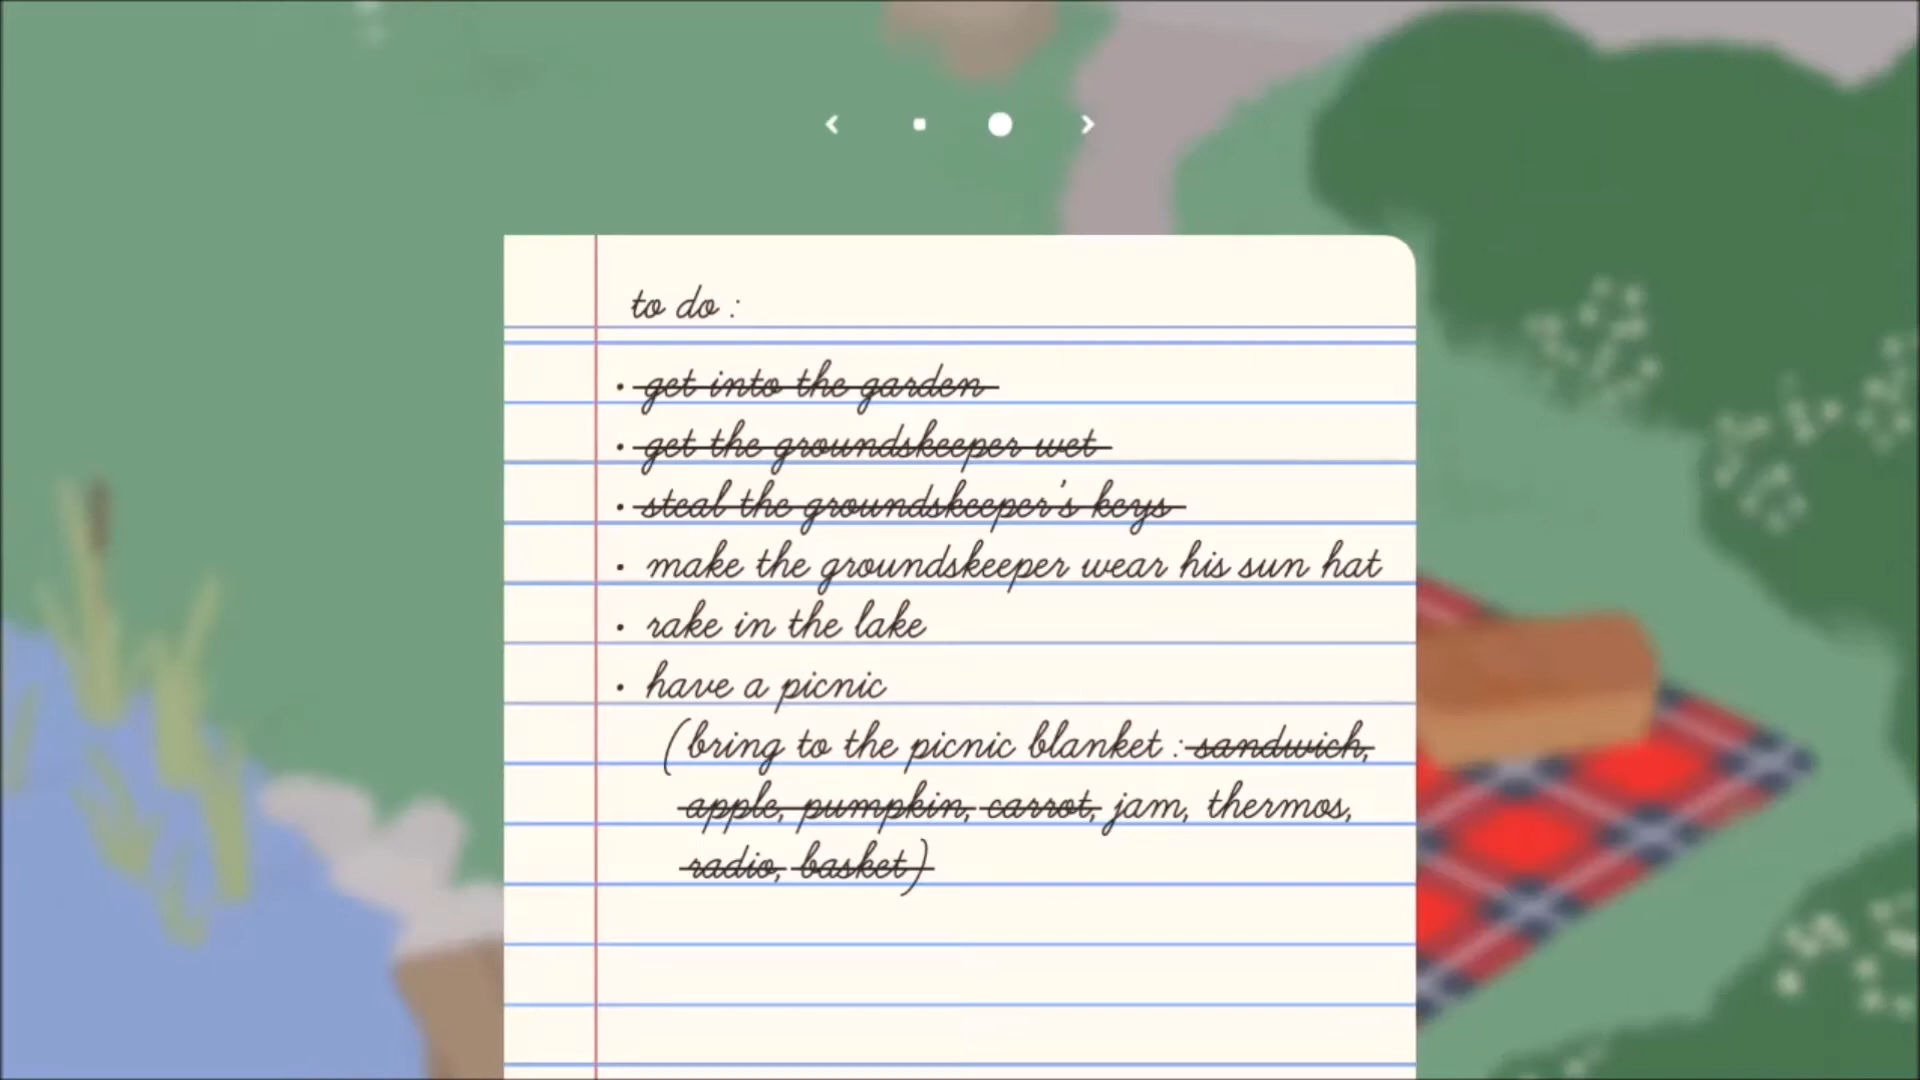 to do :
• get into the garden
• get the groundskeeper wet
• steal the groundskeeper's keys
• make the groundskeeper wear his sun hat
• rake in the lake
• have a picnic
(bring to the picnic blanket : sandwich,
apple, pumpkin, carrot, jam, thermos,
radio, basket)